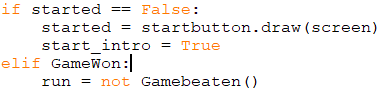 if started == False:
    started = startbutton.draw(screen)
    start_intro = True
elif GameWon:
    run = not Gamebeaten()